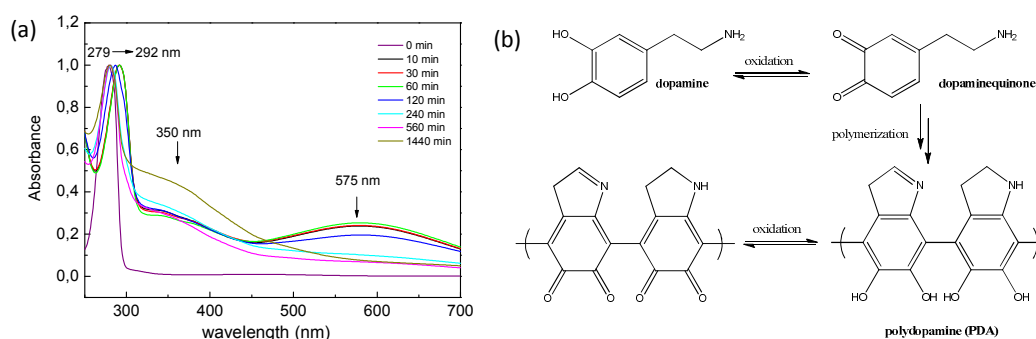 (a)
1,2
1,0
0,8
0,6
0,4
0,2
0,0
Absorbance
279 → 292 nm
350 nm
575 nm
0 min
10 min
30 min
60 min
120 min
240 min
560 min
1440 min
300
400
500
600
700
wavelength (nm)
(b)
HO
OH
NH₂
dopamine
oxidation
O
O
NH₂
dopaminequinone
polymerization
N
NH
O
O
O
O
oxidation
N
NH
HO
OH
HO
OH
polydopamine (PDA)